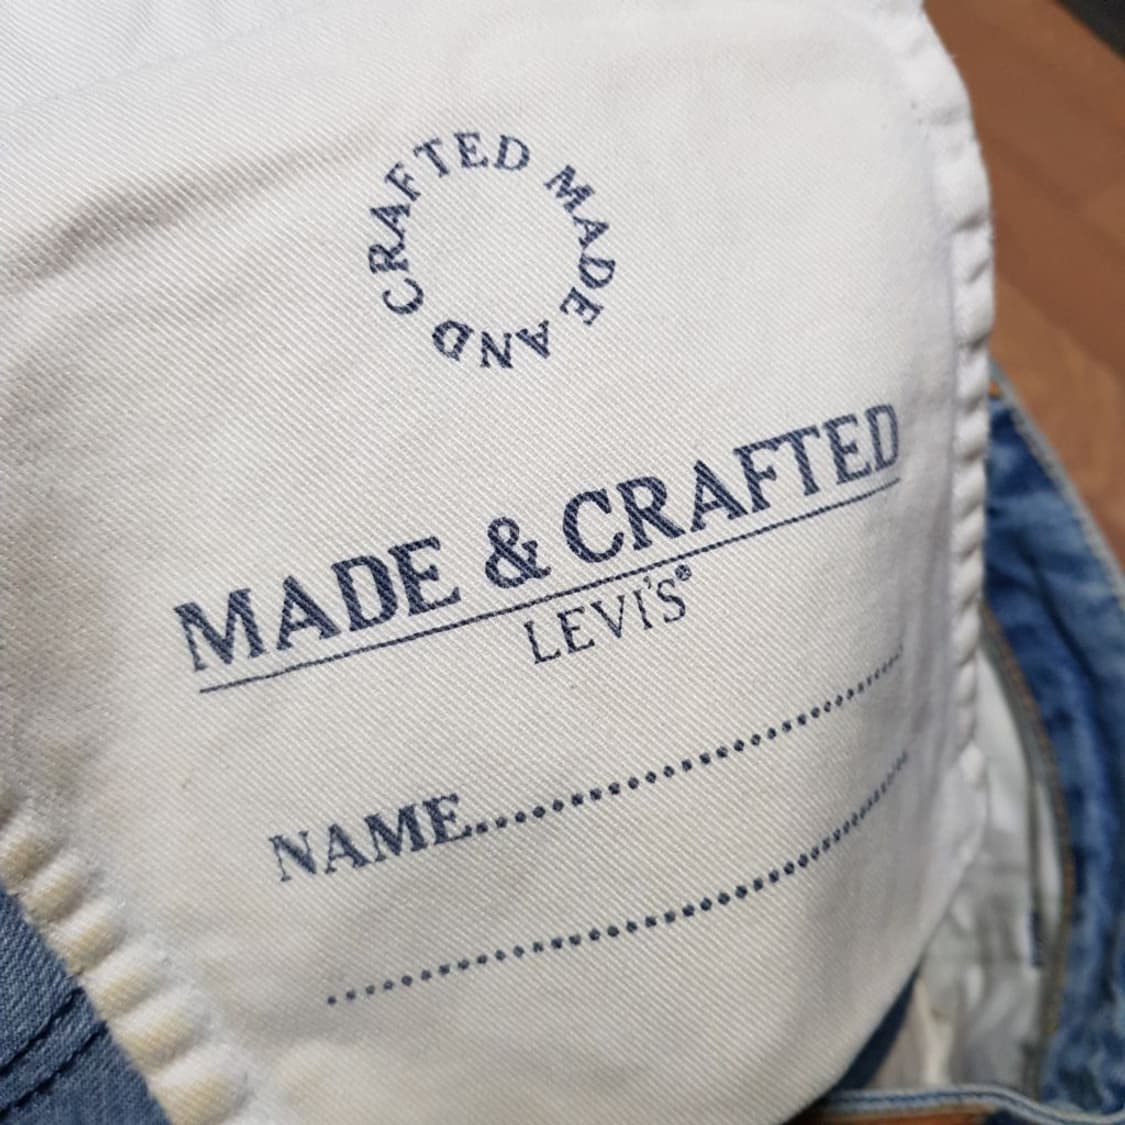 MADE AND CRAFTED
MADE & CRAFTED
LEVI'S®
NAME..............................
........................................